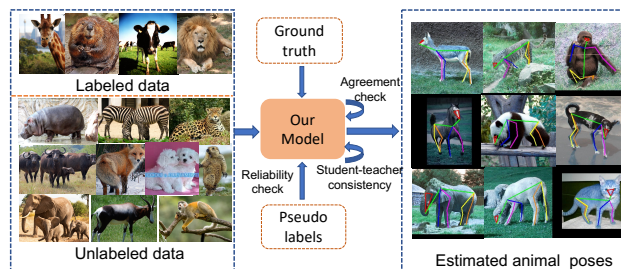 Labeled data
Unlabeled data
Ground
truth
Our
Model
Agreement
check
Reliability
check
Student-teacher
consistency
Pseudo
labels
Estimated animal poses